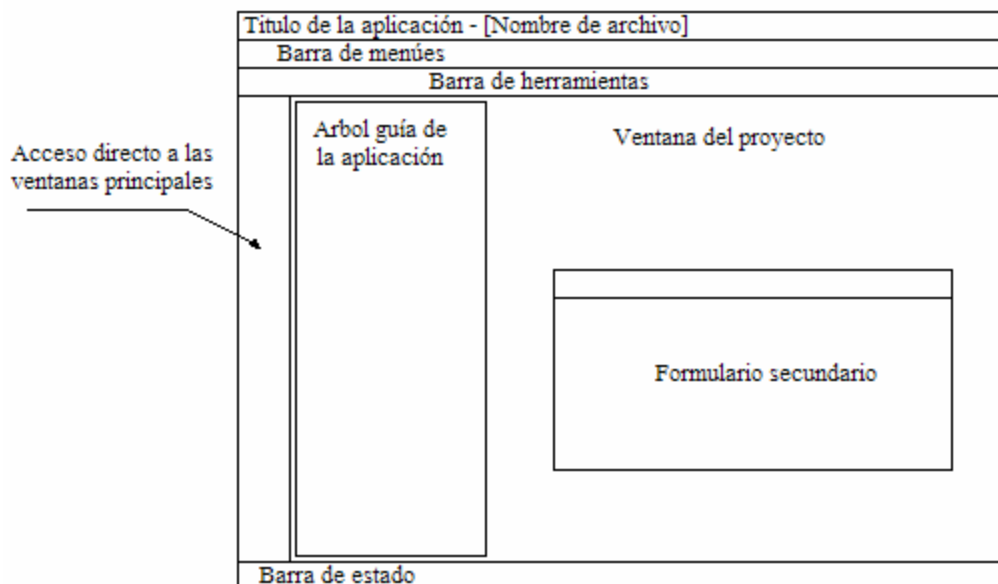 Titulo de la aplicación - [Nombre de archivo]
Barra de menúes
Barra de herramientas
Acceso directo a las
ventanas principales
Arbol guía de
la aplicación
Ventana del proyecto
Formulario secundario
Barra de estado